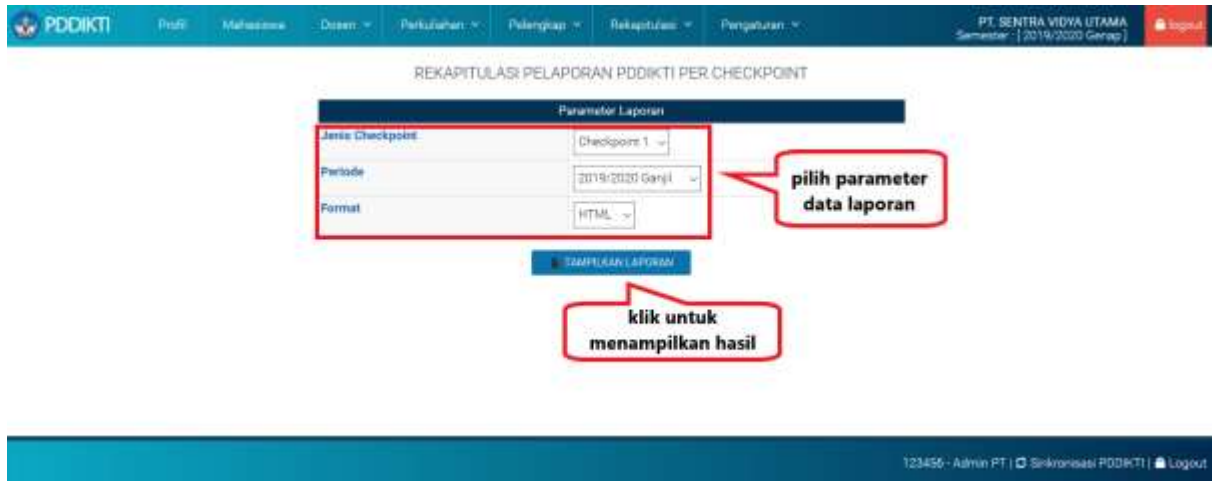 PDDIKTI Profil Mahasiswa Dosen Perkuliahan Pelengkap Rekapitulasi Pengaturan PT. SENTRA VIDYA UTAMA logout
Semester : [ 2019/2020 Genap ]
REKAPITULASI PELAPORAN PDDIKTI PER CHECKPOINT
Parameter Laporan
Jenis Checkpoint Checkpoint 1
Periode 2019/2020 Ganjil
Format HTML
pilih parameter
data laporan
TAMPILKAN LAPORAN
klik untuk
menampilkan hasil
123456 - Admin PT | Sinkronisasi PDDIKTI | Logout